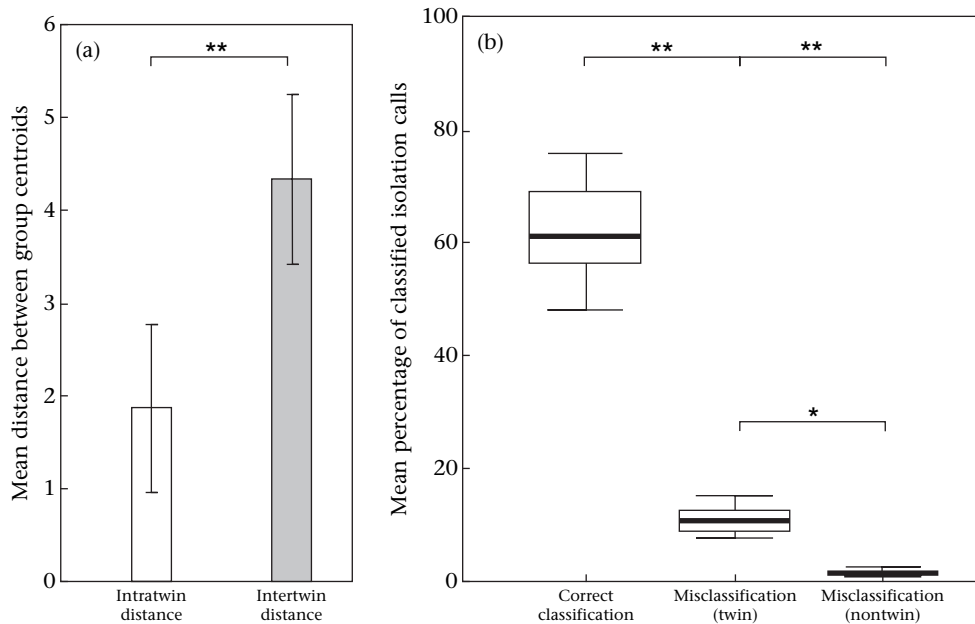 (a)
**
Mean distance between group centroids
6
5
4
3
2
1
0
Intratwin
distance
Intertwin
distance
(b)
**
**
*
Mean percentage of classified isolation calls
100
80
60
40
20
0
Correct
classification
Misclassification
(twin)
Misclassification
(nontwin)